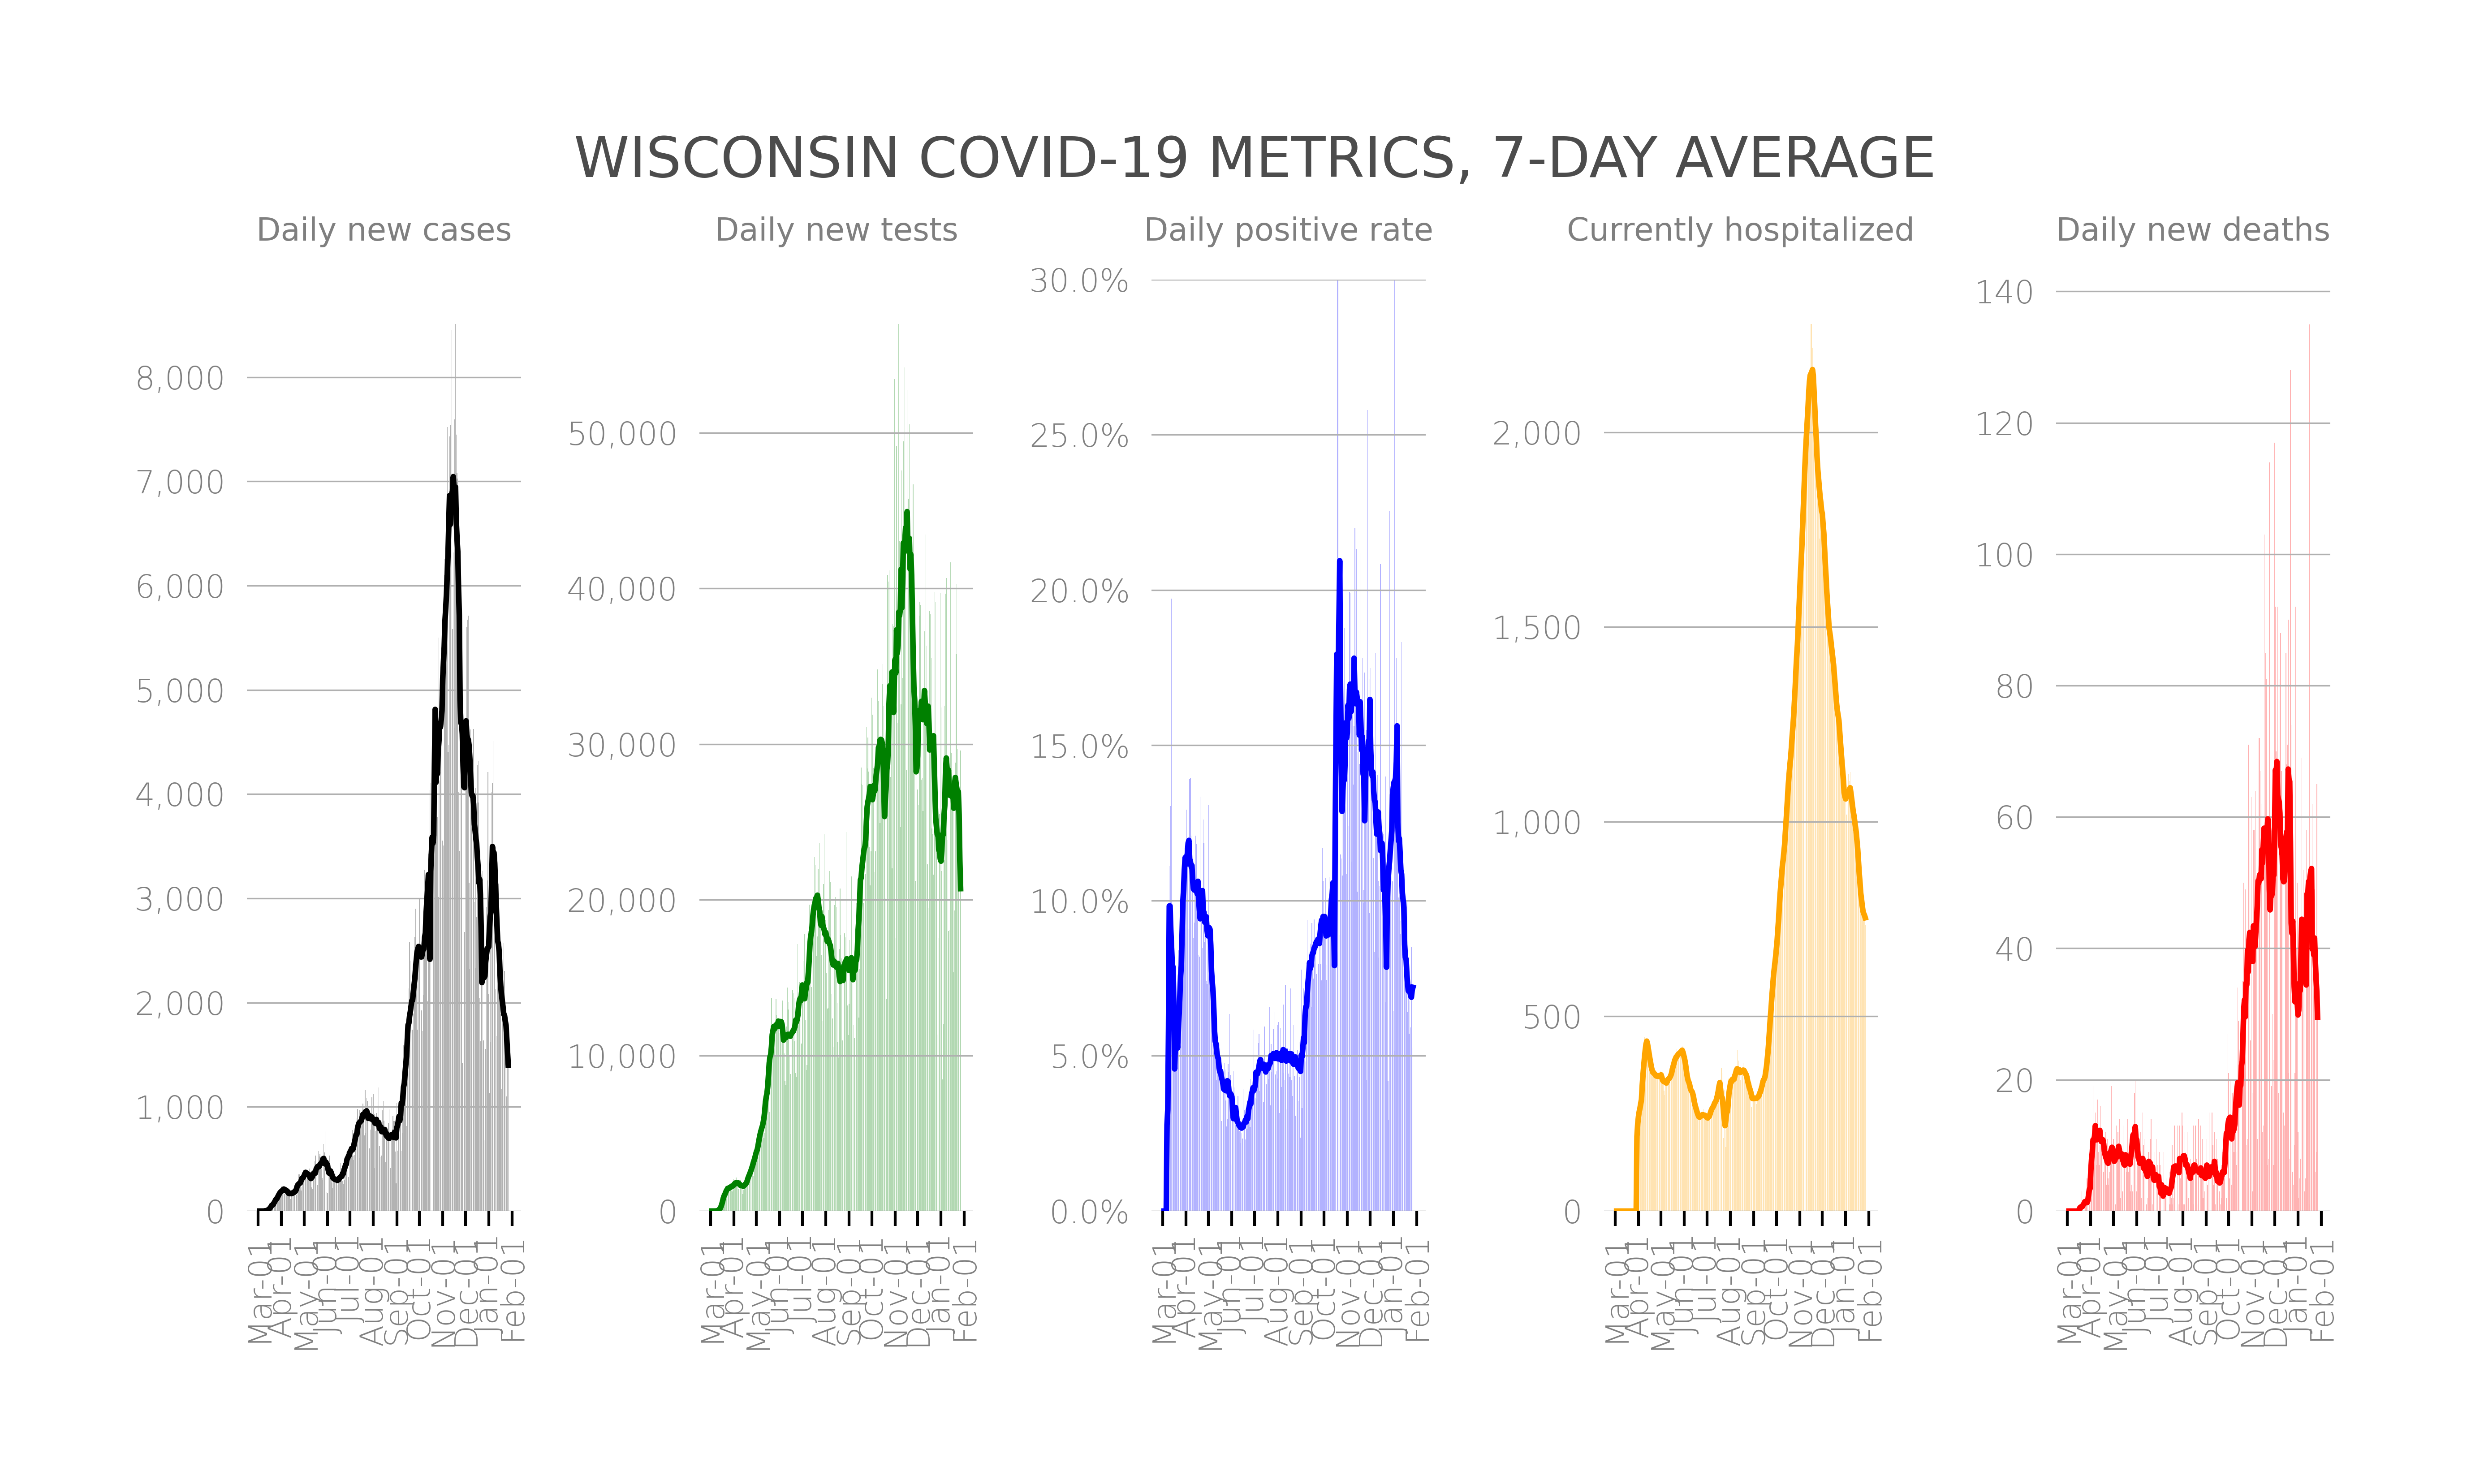 WISCONSIN COVID-19 METRICS, 7-DAY AVERAGE
Daily new cases
8,000
7,000
6,000
5,000
4,000
3,000
2,000
1,000
0
Mar-01
Apr-01
May-01
Jun-01
Jul-01
Aug-01
Sep-01
Oct-01
Nov-01
Dec-01
Jan-01
Feb-01
Daily new tests
50,000
40,000
30,000
20,000
10,000
0
Mar-01
Apr-01
May-01
Jun-01
Jul-01
Aug-01
Sep-01
Oct-01
Nov-01
Dec-01
Jan-01
Feb-01
Daily positive rate
30.0%
25.0%
20.0%
15.0%
10.0%
5.0%
0.0%
Mar-01
Apr-01
May-01
Jun-01
Jul-01
Aug-01
Sep-01
Oct-01
Nov-01
Dec-01
Jan-01
Feb-01
Currently hospitalized
2,000
1,500
1,000
500
0
Mar-01
Apr-01
May-01
Jun-01
Jul-01
Aug-01
Sep-01
Oct-01
Nov-01
Dec-01
Jan-01
Feb-01
Daily new deaths
140
120
100
80
60
40
20
0
Mar-01
Apr-01
May-01
Jun-01
Jul-01
Aug-01
Sep-01
Oct-01
Nov-01
Dec-01
Jan-01
Feb-01